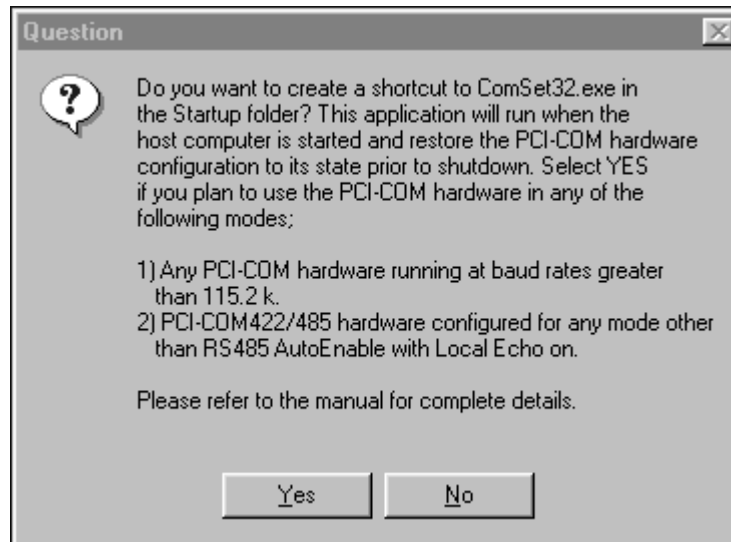 Question
?
Do you want to create a shortcut to ComSet32.exe in
the Startup folder? This application will run when the
host computer is started and restore the PCI-COM hardware
configuration to its state prior to shutdown. Select YES
if you plan to use the PCI-COM hardware in any of the
following modes;
1) Any PCI-COM hardware running at baud rates greater
than 115.2 k.
2) PCI-COM422/485 hardware configured for any mode other
than RS485 AutoEnable with Local Echo on.
Please refer to the manual for complete details.
Yes
No